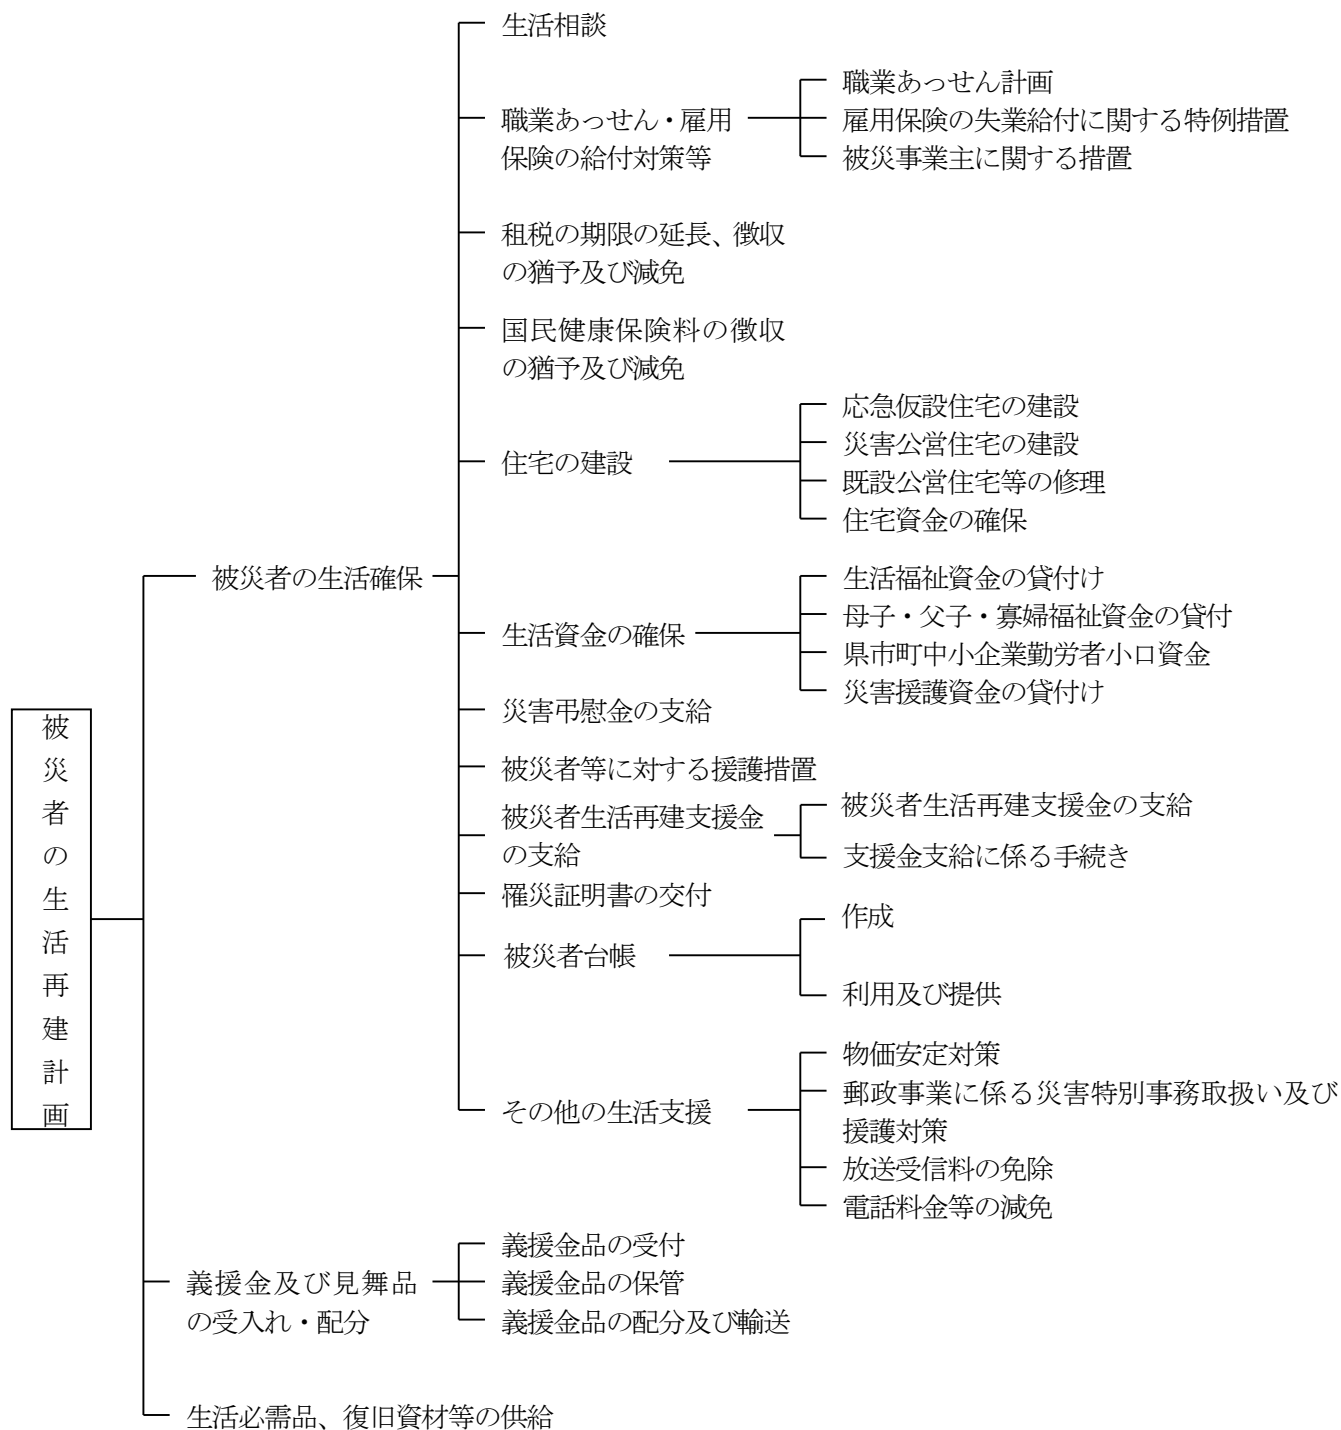 被災者の生活再建計画
被災者の生活確保
生活相談
職業あっせん・雇用
保険の給付対策等
職業あっせん計画
雇用保険の失業給付に関する特例措置
被災事業主に関する措置
租税の期限の延長、徴収
の猶予及び減免
国民健康保険料の徴収
の猶予及び減免
住宅の建設
応急仮設住宅の建設
災害公営住宅の建設
既設公営住宅等の修理
住宅資金の確保
生活資金の確保
生活福祉資金の貸付け
母子・父子・寡婦福祉資金の貸付
県市町中小企業勤労者小口資金
災害援護資金の貸付け
災害弔慰金の支給
被災者等に対する援護措置
被災者生活再建支援金
の支給
被災者生活再建支援金の支給
支援金支給に係る手続き
罹災証明書の交付
被災者台帳
作成
利用及び提供
その他の生活支援
物価安定対策
郵政事業に係る災害特別事務取扱い及び
援護対策
放送受信料の免除
電話料金等の減免
義援金及び見舞品
の受入れ・配分
義援金品の受付
義援金品の保管
義援金品の配分及び輸送
生活必需品、復旧資材等の供給